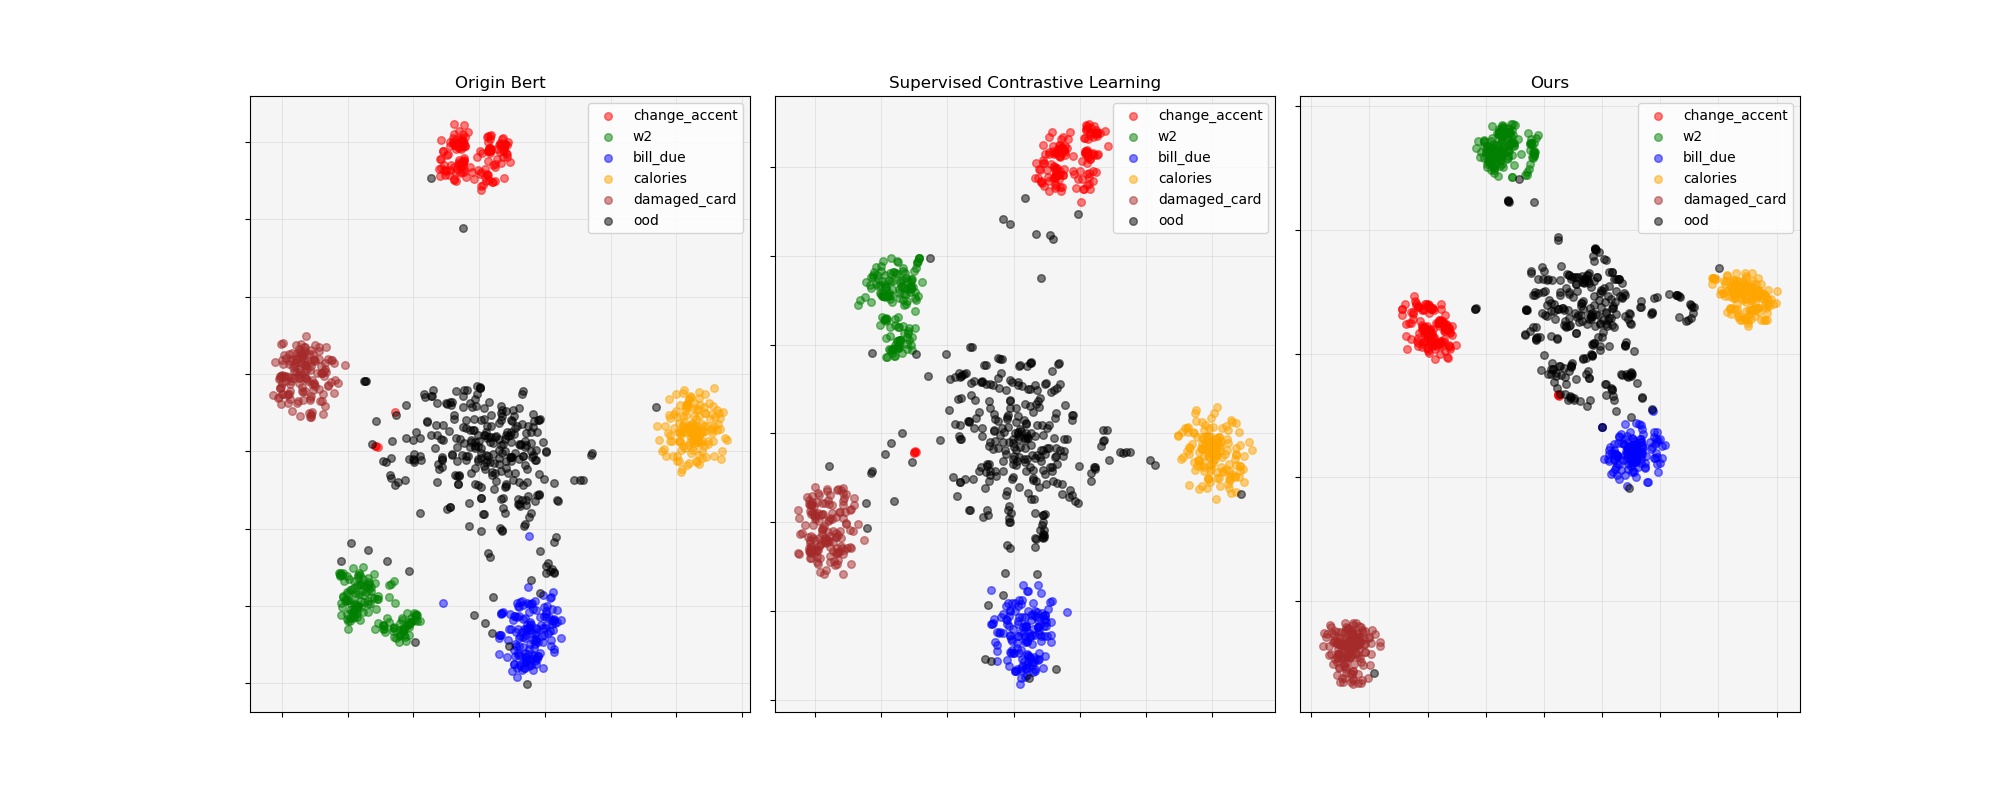 Origin Bert
change_accent
w2
bill_due
calories
damaged_card
ood
Supervised Contrastive Learning
change_accent
w2
bill_due
calories
damaged_card
ood
Ours
change_accent
w2
bill_due
calories
damaged_card
ood